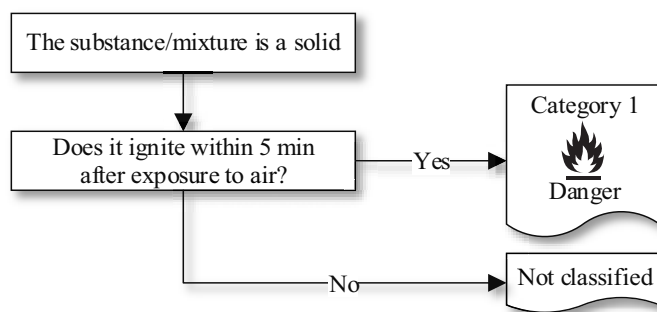 The substance/mixture is a solid
Does it ignite within 5 min
after exposure to air?
Yes
Category 1
Danger
No
Not classified